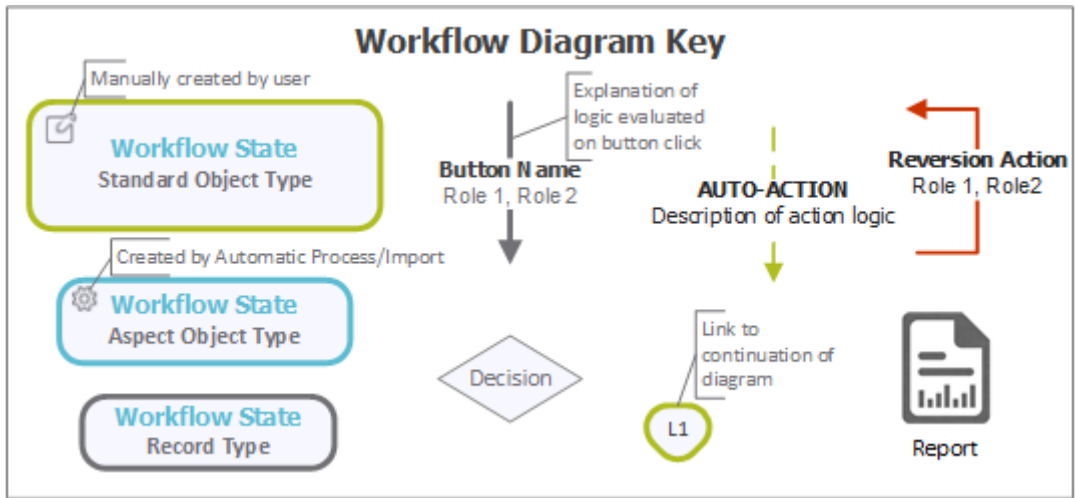 Workflow Diagram Key
Manually created by user
Workflow State
Standard Object Type
Created by Automatic Process/Import
Workflow State
Aspect Object Type
Workflow State
Record Type
Explanation of
logic evaluated
on button click
Button Name
Role 1, Role 2
Decision
AUTO-ACTION
Description of action logic
Link to
continuation of
diagram
L1
Reversion Action
Role 1, Role2
Report